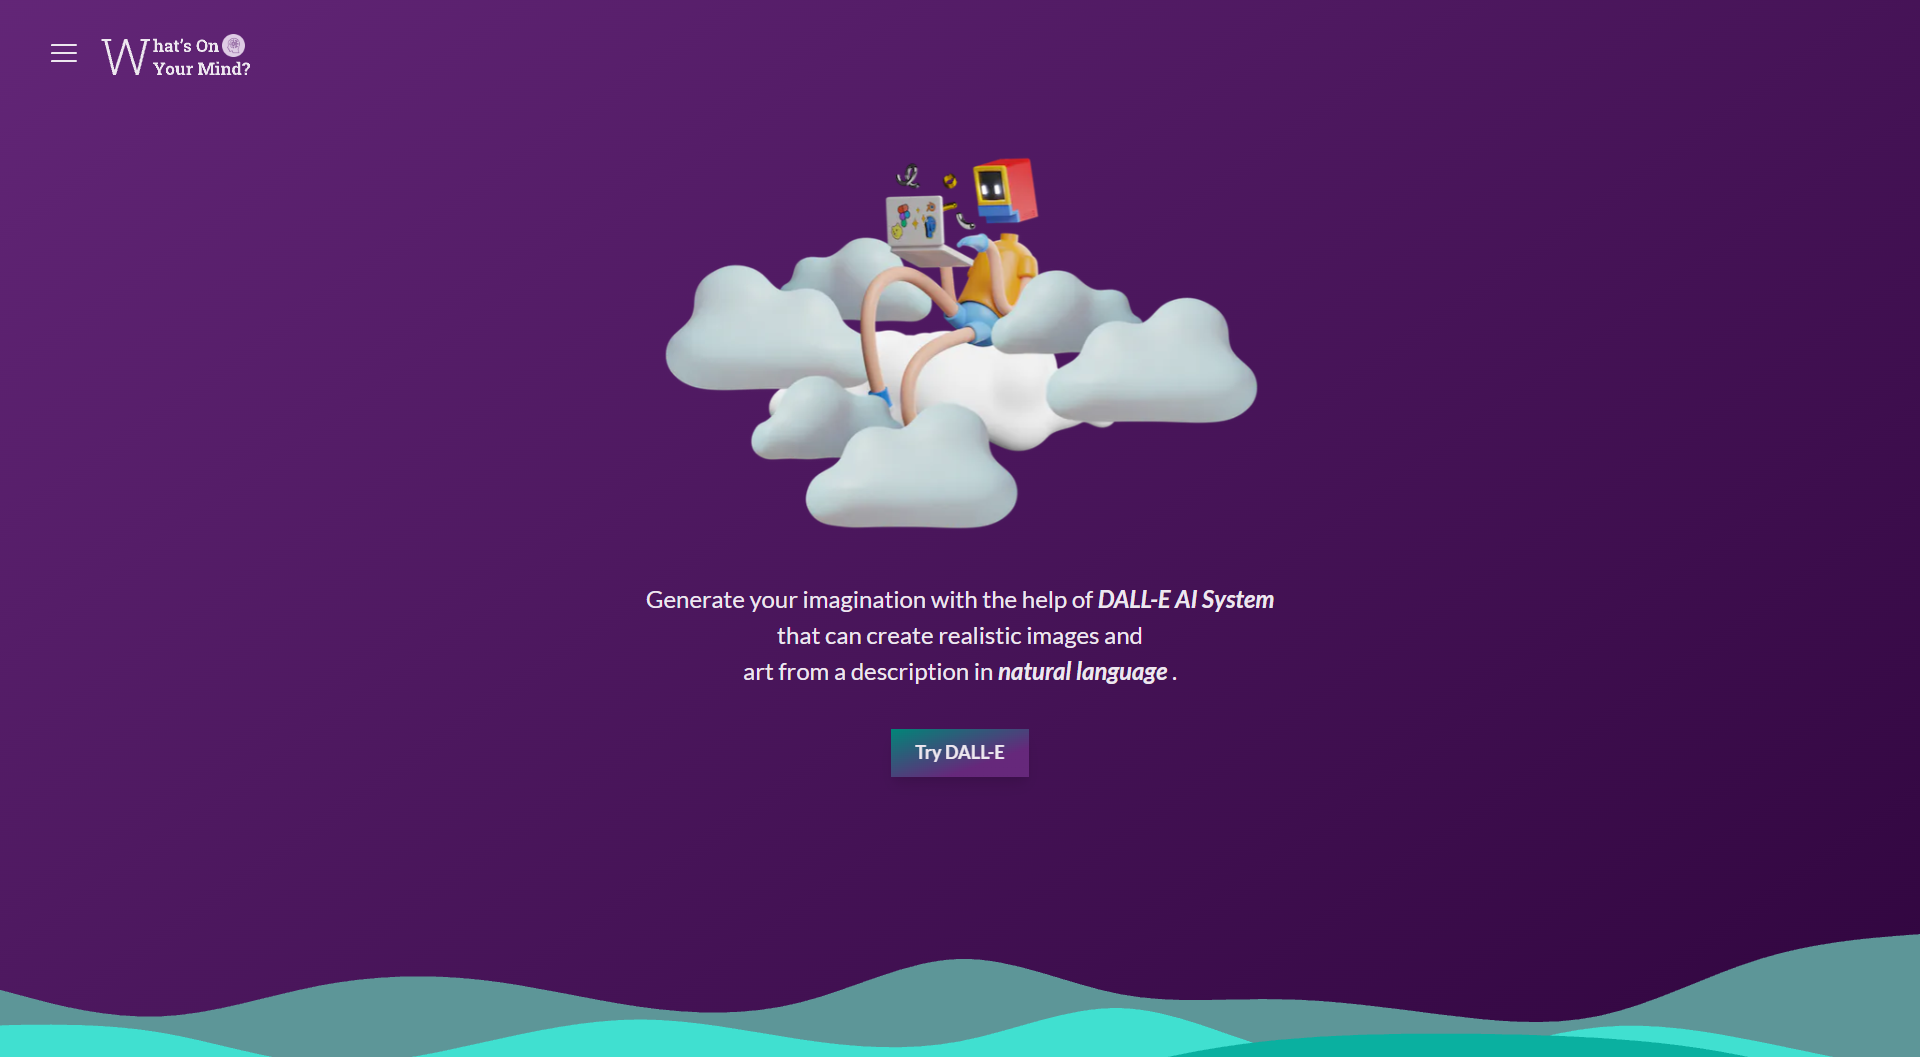 What's On
Your Mind?
Generate your imagination with the help of DALL-E AI System
that can create realistic images and
art from a description in natural language .
Try DALL-E